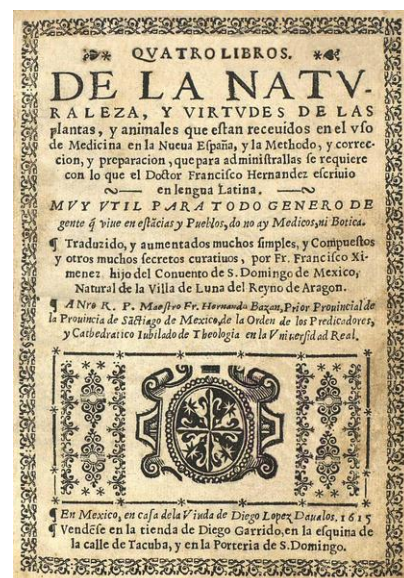 QVATRO LIBROS.
DE LA NATV-
RALEZA, Y VIRTVDES DE LAS
plantas, y animales que estan receuidos en el vso
de Medicina en la Nueua España, y la Methodo, y correc-
cion, y preparacion, que para administrallas se requiere
con lo que el Doctor Francisco Hernandez escriuio
en lengua Latina.
MVY VTIL PARA TODO GENERO DE
gente q̃ viue en estãcias y Pueblos, do no ay Medicos, ni Botica.
¶ Traduzido, y aumentados muchos simples, y Compuestos
y otros muchos secretos curatiuos, por Fr. Francisco Xi-
menez hijo del Conuento de S. Domingo de Mexico,
Natural de la Villa de Luna del Reyno de Aragon.
¶ A Nro R. P. Maestro Fr. Hernando Bazan, Prior Prouincial de
la Prouincia de Sãctiago de Mexico, de la Orden de los Predicadores,
y Cathedratico Iubilado de Theologia en la Vniuersidad Real.
¶ En Mexico, en casa de la Viuda de Diego Lopez Daualos. 1615
¶ Vendẽse en la tienda de Diego Garrido, en la esquina de
la calle de Tacuba, y en la Porteria de S. Domingo.